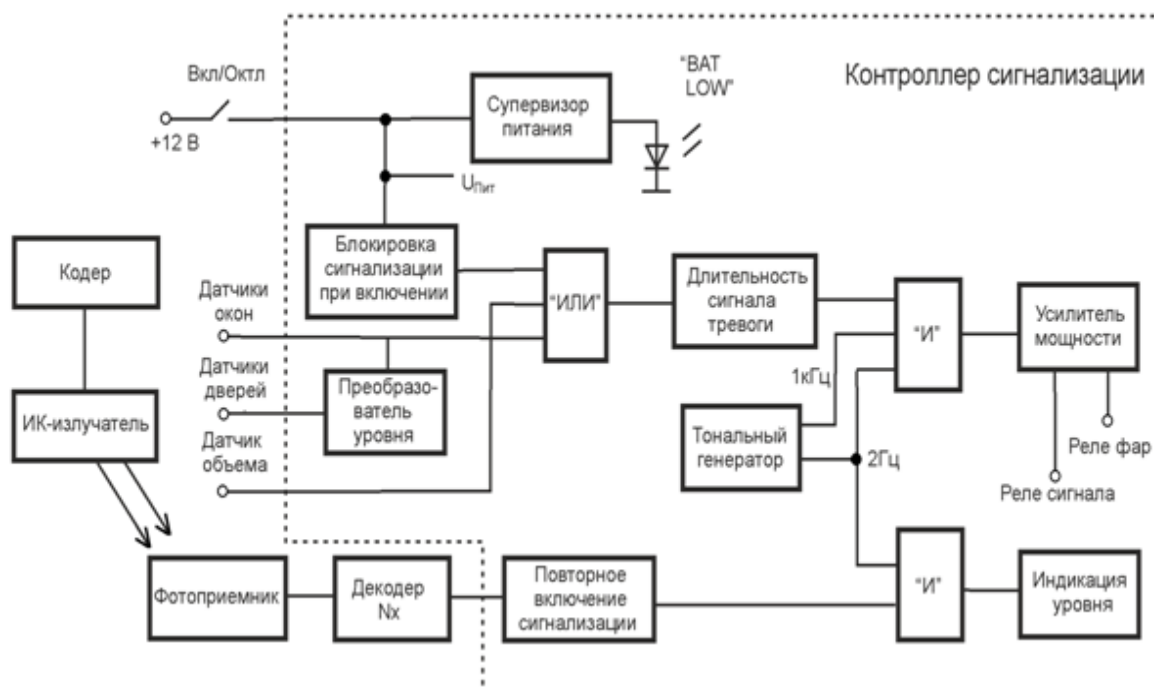 Контроллер сигнализации
Вкл/Октл
+12 В
Супервизор
питания
“BAT
LOW”
UПит
Кодер
Блокировка
сигнализации
при включении
Датчики
окон
“ИЛИ”
Длительность
сигнала
тревоги
“И”
Усилитель
мощности
ИК-излучатель
Датчики
дверей
Преобразо-
ватель
уровня
1кГц
Тональный
генератор
2Гц
Реле фар
Реле сигнала
Датчик
объема
Фотоприемник
Декодер
Nx
Повторное
включение
сигнализации
“И”
Индикация
уровня